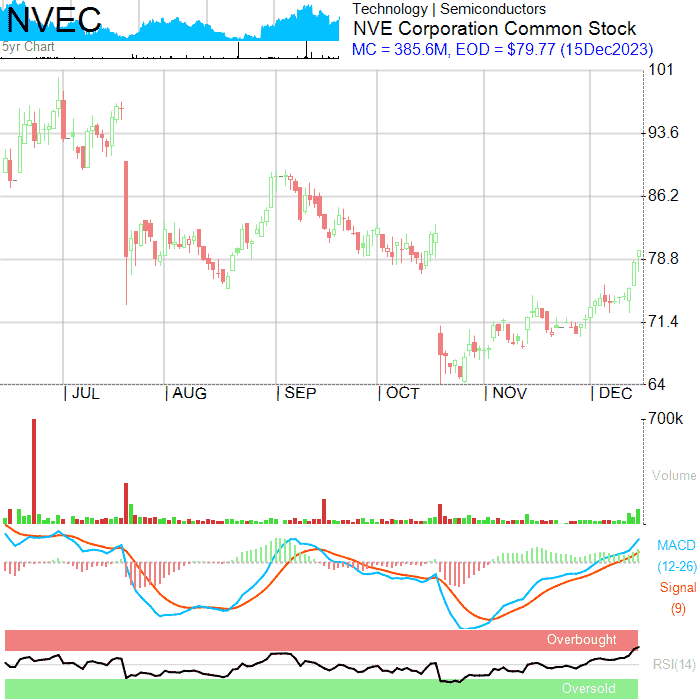 NVEC
5yr Chart
Technology | Semiconductors
NVE Corporation Common Stock
MC = 385.6M, EOD = $79.77 (15Dec2023)
101
93.6
86.2
78.8
71.4
64
| JUL | AUG | SEP | OCT | NOV | DEC
700k
Volume
MACD
(12-26)
Signal
(9)
Overbought
RSI(14)
Oversold